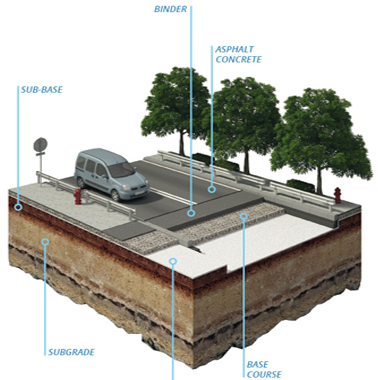 BINDER
ASPHALT
CONCRETE
SUB-BASE
SUBGRADE
BASE
COURSE